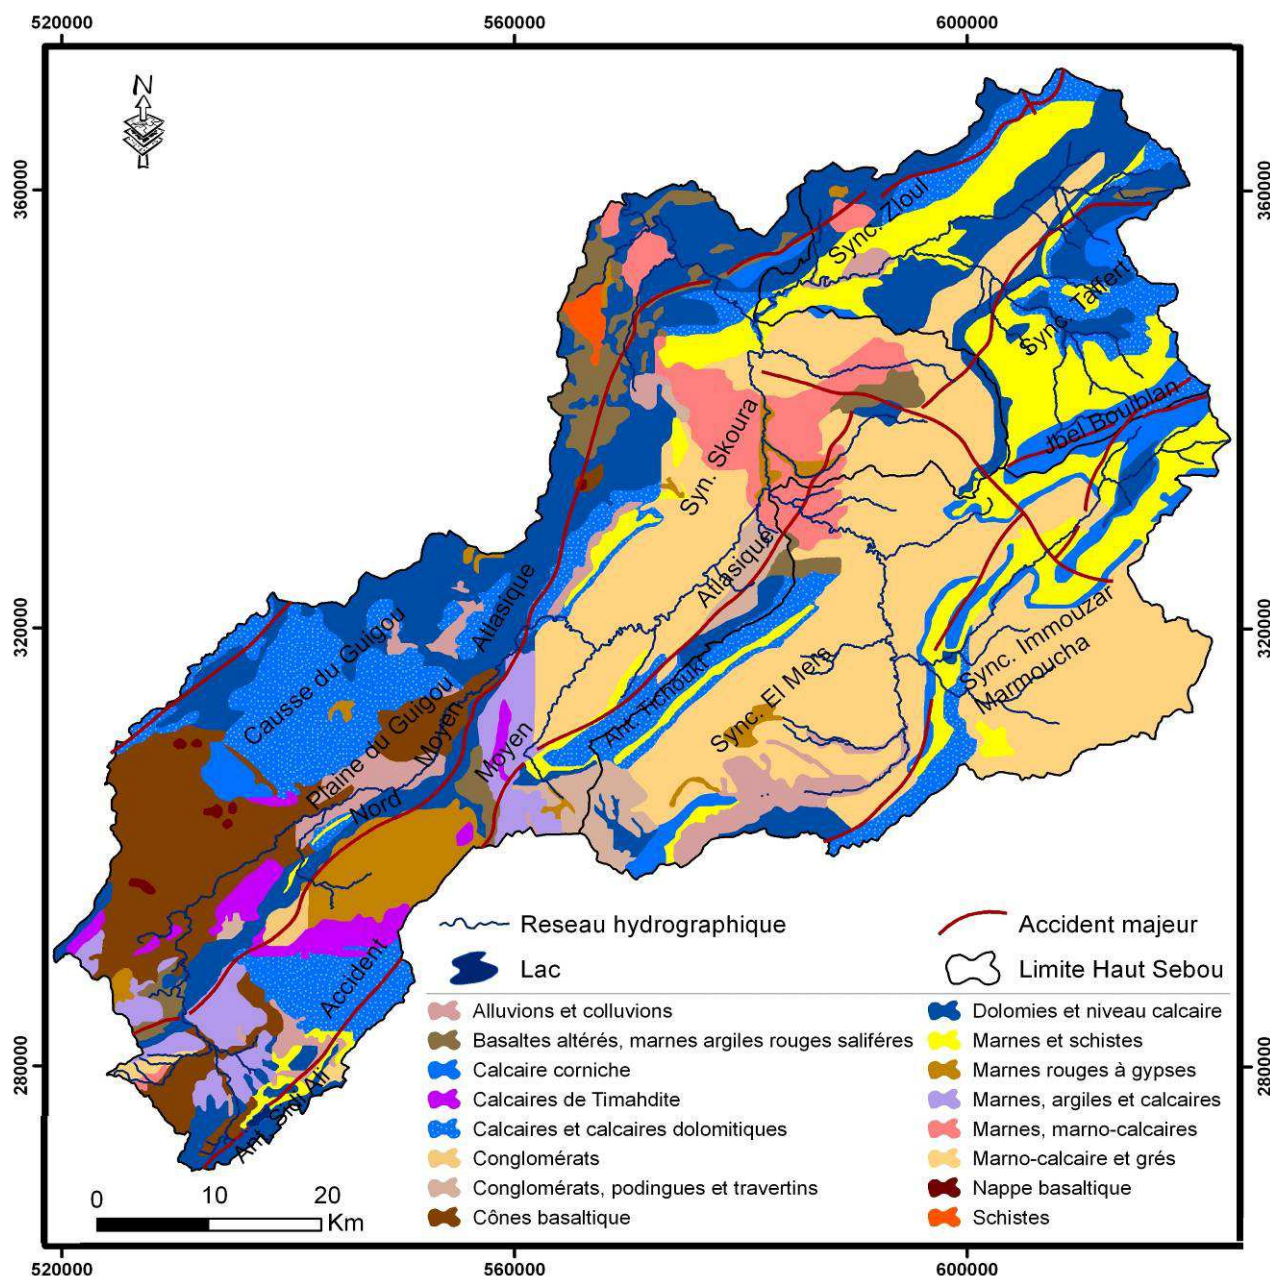 520000
560000
600000
N
360000
360000
Sync. Zloul
Sync. Taffert
Jbel Bouiblan
Syn. Skoura
Atlasique
Atlasique
320000
320000
Causse du Guigou
Sync. Immouzar
Marmoucha
Ant. Tichoukt
Sync. El Mers
Plaine du Guigou
Moyen
Moyen
Nord
Accident
Ant. Sidi Ali
280000
280000
Reseau hydrographique
Accident majeur
Lac
Limite Haut Sebou
Alluvions et colluvions
Basaltes altérés, marnes argiles rouges saliféres
Calcaire corniche
Calcaires de Timahdite
Calcaires et calcaires dolomitiques
Conglomérats
Conglomérats, podingues et travertins
Cônes basaltique
Dolomies et niveau calcaire
Marnes et schistes
Marnes rouges à gypses
Marnes, argiles et calcaires
Marnes, marno-calcaires
Marno-calcaire et grés
Nappe basaltique
Schistes
0 10 20
Km
520000
560000
600000